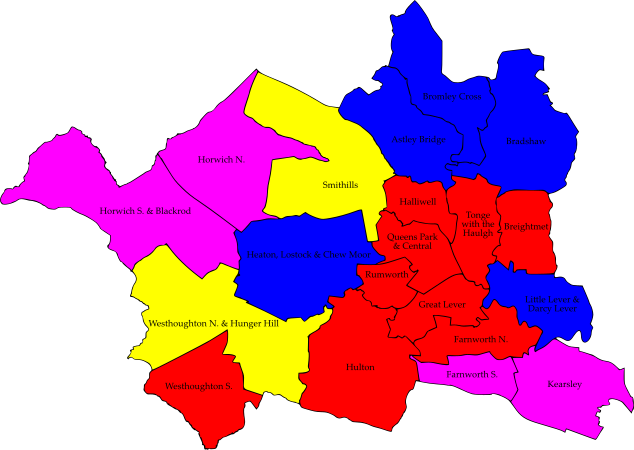 Bromley Cross
Astley Bridge
Bradshaw
Horwich N.
Smithills
Halliwell
Horwich S. & Blackrod
Tonge
with the
Haulgh
Breightmet
Queens Park
& Central
Heaton, Lostock & Chew Moor
Rumworth
Great Lever
Little Lever &
Darcy Lever
Westhoughton N. & Hunger Hill
Farnworth N.
Hulton
Farnworth S.
Westhoughton S.
Kearsley